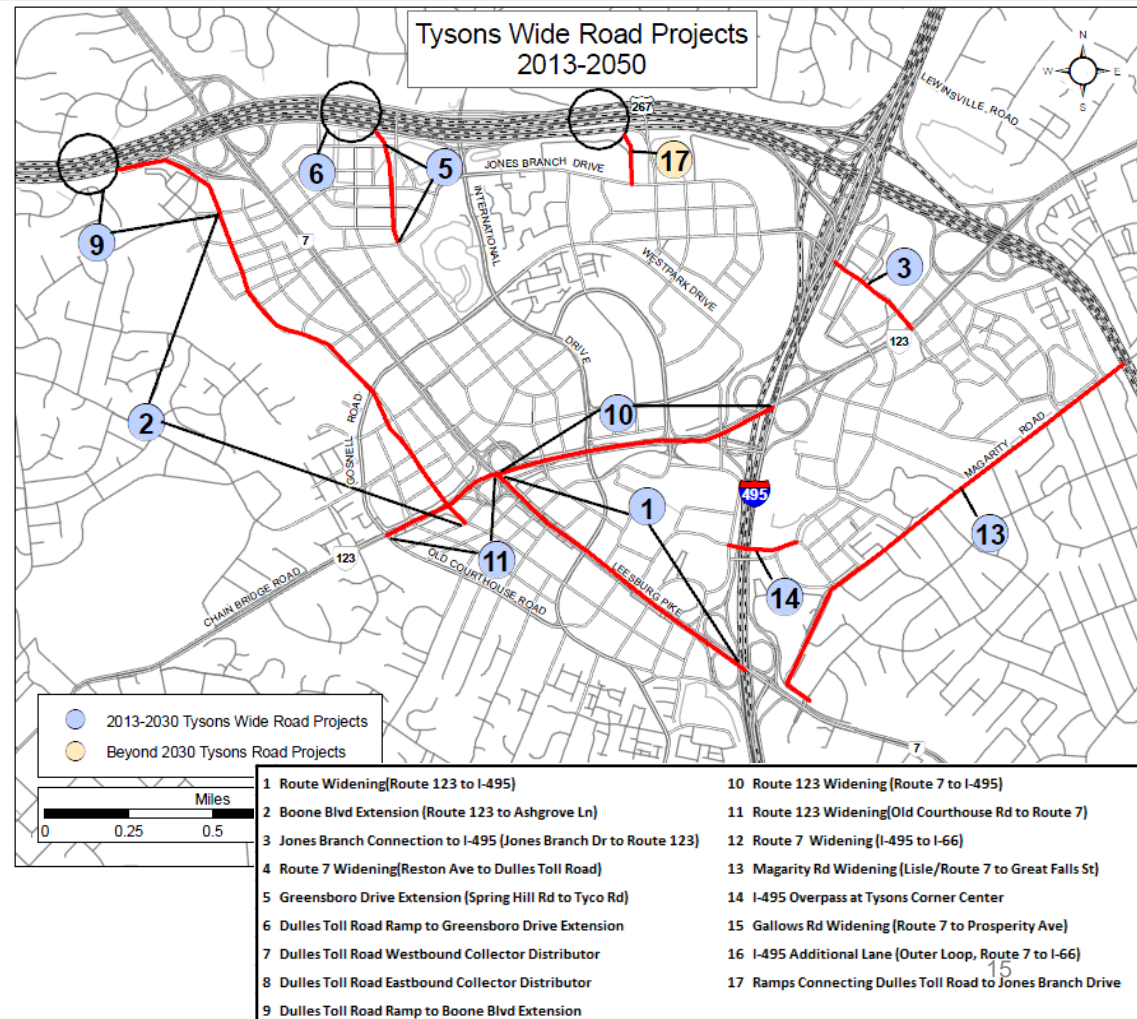 Tysons Wide Road Projects
2013-2050
N
W E
S
LEWINSVILLE ROAD
267
6
5
JONES BRANCH DRIVE
17
9
7
INTERNATIONAL
DRIVE
WESTPARK DRIVE
3
123
2
GOSNELL ROAD
10
MAGARITY ROAD
495
1
13
11
123
OLD COURTHOUSE ROAD
LEESBURG PIKE
14
CHAIN BRIDGE ROAD
7
2013-2030 Tysons Wide Road Projects
Beyond 2030 Tysons Road Projects
Miles
0 0.25 0.5
1 Route Widening(Route 123 to I-495)
2 Boone Blvd Extension (Route 123 to Ashgrove Ln)
3 Jones Branch Connection to I-495 (Jones Branch Dr to Route 123)
4 Route 7 Widening(Reston Ave to Dulles Toll Road)
5 Greensboro Drive Extension (Spring Hill Rd to Tyco Rd)
6 Dulles Toll Road Ramp to Greensboro Drive Extension
7 Dulles Toll Road Westbound Collector Distributor
8 Dulles Toll Road Eastbound Collector Distributor
9 Dulles Toll Road Ramp to Boone Blvd Extension
10 Route 123 Widening (Route 7 to I-495)
11 Route 123 Widening(Old Courthouse Rd to Route 7)
12 Route 7 Widening (I-495 to I-66)
13 Magarity Rd Widening (Lisle/Route 7 to Great Falls St)
14 I-495 Overpass at Tysons Corner Center
15 Gallows Rd Widening (Route 7 to Prosperity Ave)
16 I-495 Additional Lane (Outer Loop, Route 7 to I-66)
17 Ramps Connecting Dulles Toll Road to Jones Branch Drive
15